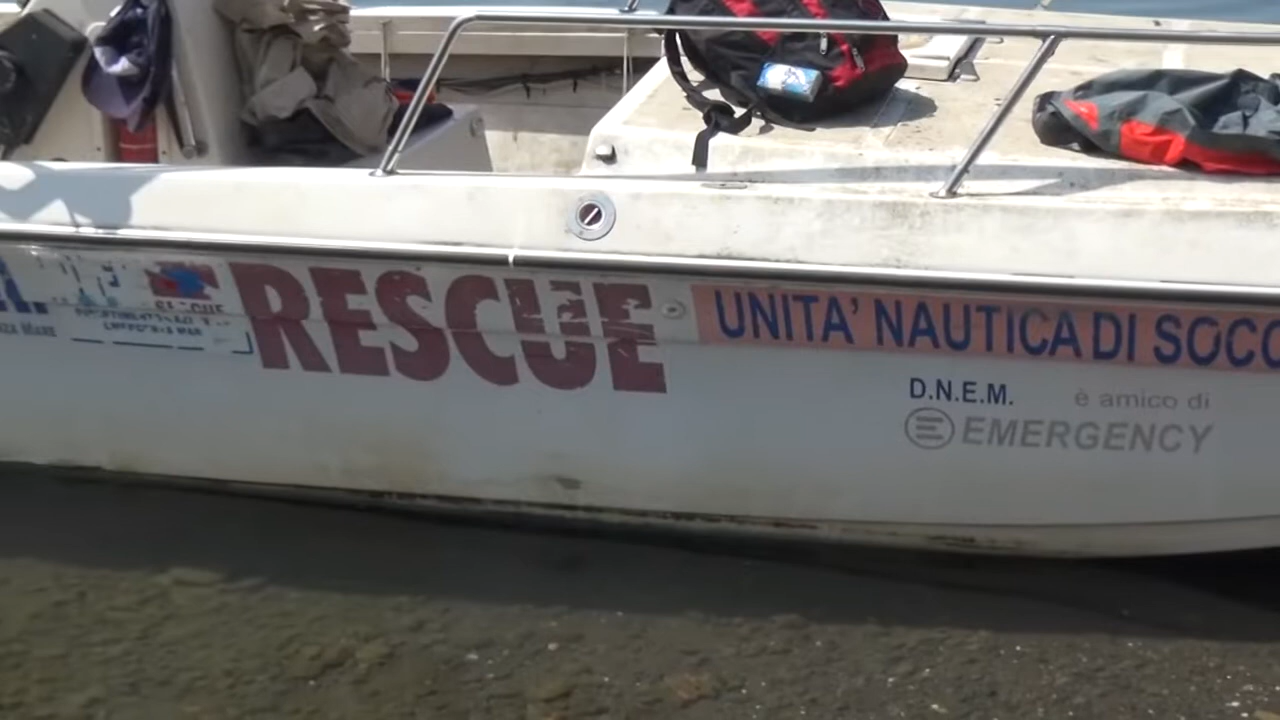 RESCUE
UNITA' NAUTICA DI SOCC
D.N.E.M.
è amico di
EMERGENCY